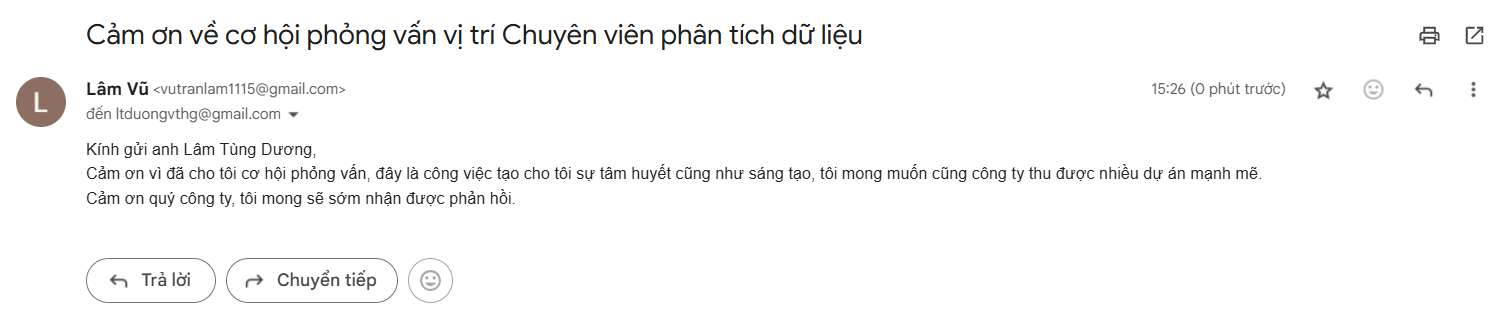 Cảm ơn về cơ hội phỏng vấn vị trí Chuyên viên phân tích dữ liệu
Lâm Vũ <vutranlam1115@gmail.com>
15:26 (0 phút trước)
L
đến ltduongvthg@gmail.com
Kính gửi anh Lâm Tùng Dương,
Cảm ơn vì đã cho tôi cơ hội phỏng vấn, đây là công việc tạo cho tôi sự tâm huyết cũng như sáng tạo, tôi mong muốn cũng công ty thu được nhiều dự án mạnh mẽ.
Cảm ơn quý công ty, tôi mong sẽ sớm nhận được phản hồi.
Trả lời
Chuyển tiếp